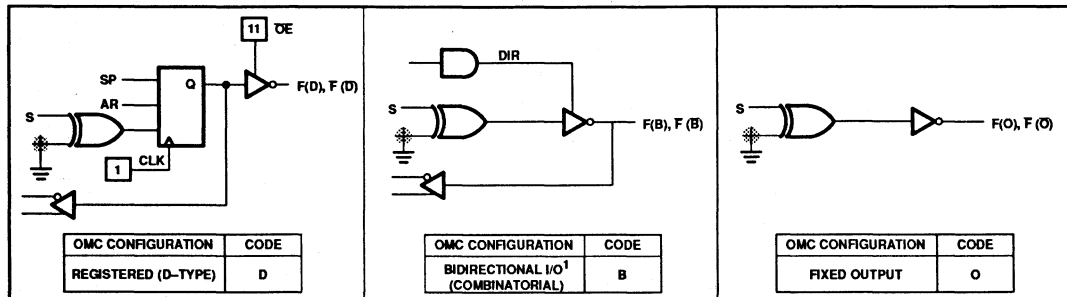 11 O̅E̅
SP
AR
S
Q
F(D), F̅ (D̅)
1 CLK
OMC CONFIGURATION CODE
REGISTERED (D–TYPE) D
DIR
S
F(B), F̅ (B̅)
OMC CONFIGURATION CODE
BIDIRECTIONAL I/O¹
(COMBINATORIAL) B
S
F(O), F̅ (O̅)
OMC CONFIGURATION CODE
FIXED OUTPUT O